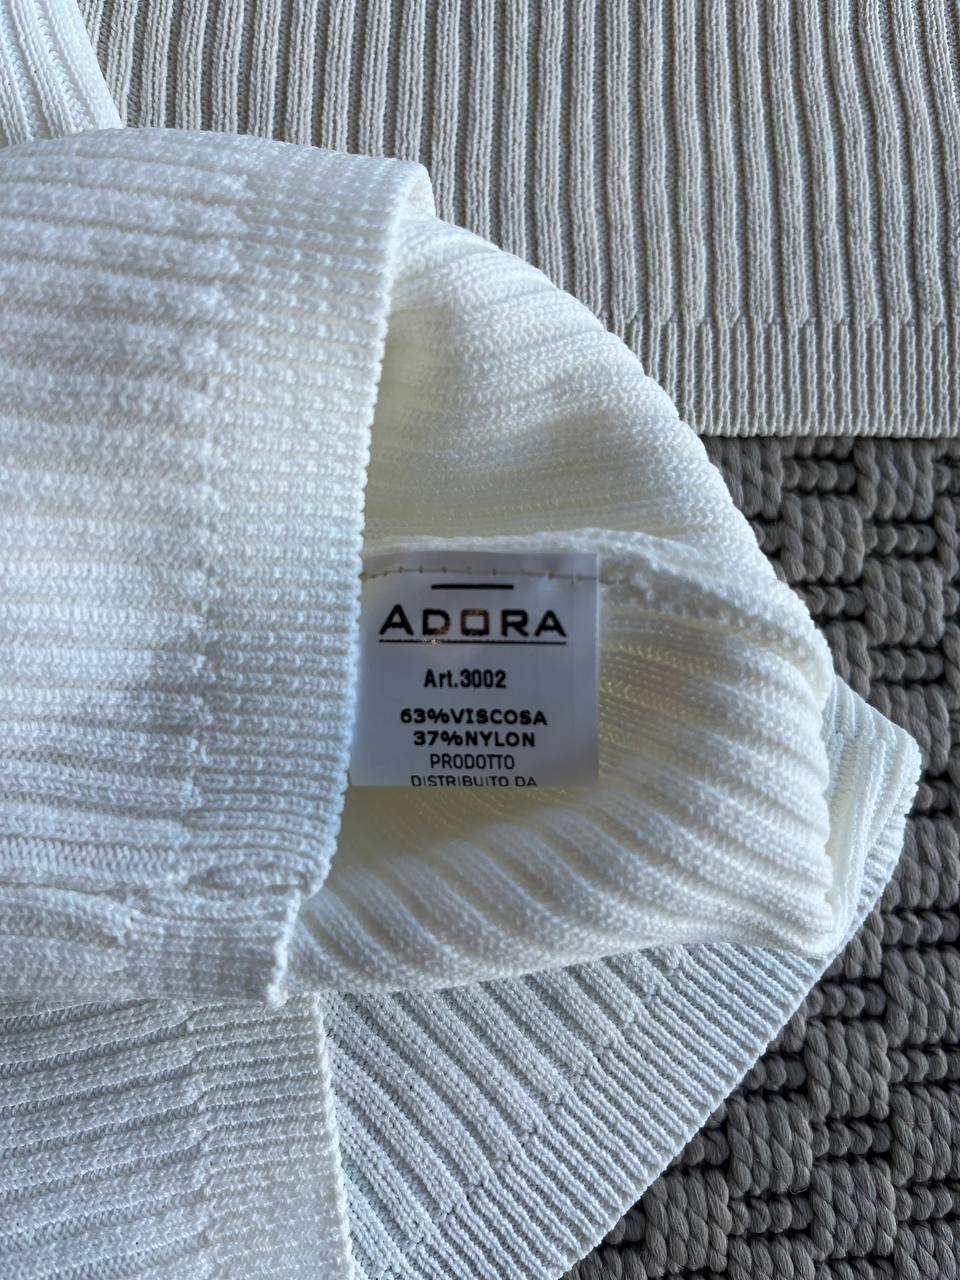 ADORA
Art.3002
63%VISCOSA
37%NYLON
PRODOTTO
DISTRIBUITO DA